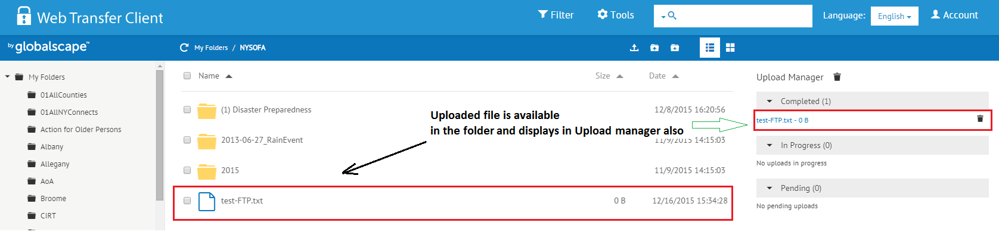 Web Transfer Client
Filter
Tools
Language:
English
Account
by globalscape™
My Folders / NYSOFA
My Folders
01AllCounties
01AllNYConnects
Action for Older Persons
Albany
Allegany
AoA
Broome
CIRT
Name
Size
Date
(1) Disaster Preparedness
12/8/2015 16:20:56
2013-06-27_RainEvent
11/9/2015 14:15:03
2015
11/9/2015 14:15:03
test-FTP.txt
0 B
12/16/2015 15:34:28
Uploaded file is available
in the folder and displays in Upload manager also
Upload Manager
Completed (1)
test-FTP.txt - 0 B
In Progress (0)
No uploads in progress
Pending (0)
No pending uploads